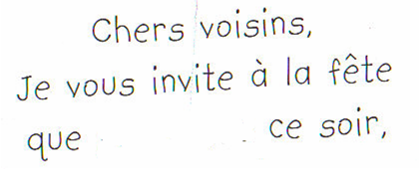 Chers voisins,
Je vous invite à la fête
que ce soir,